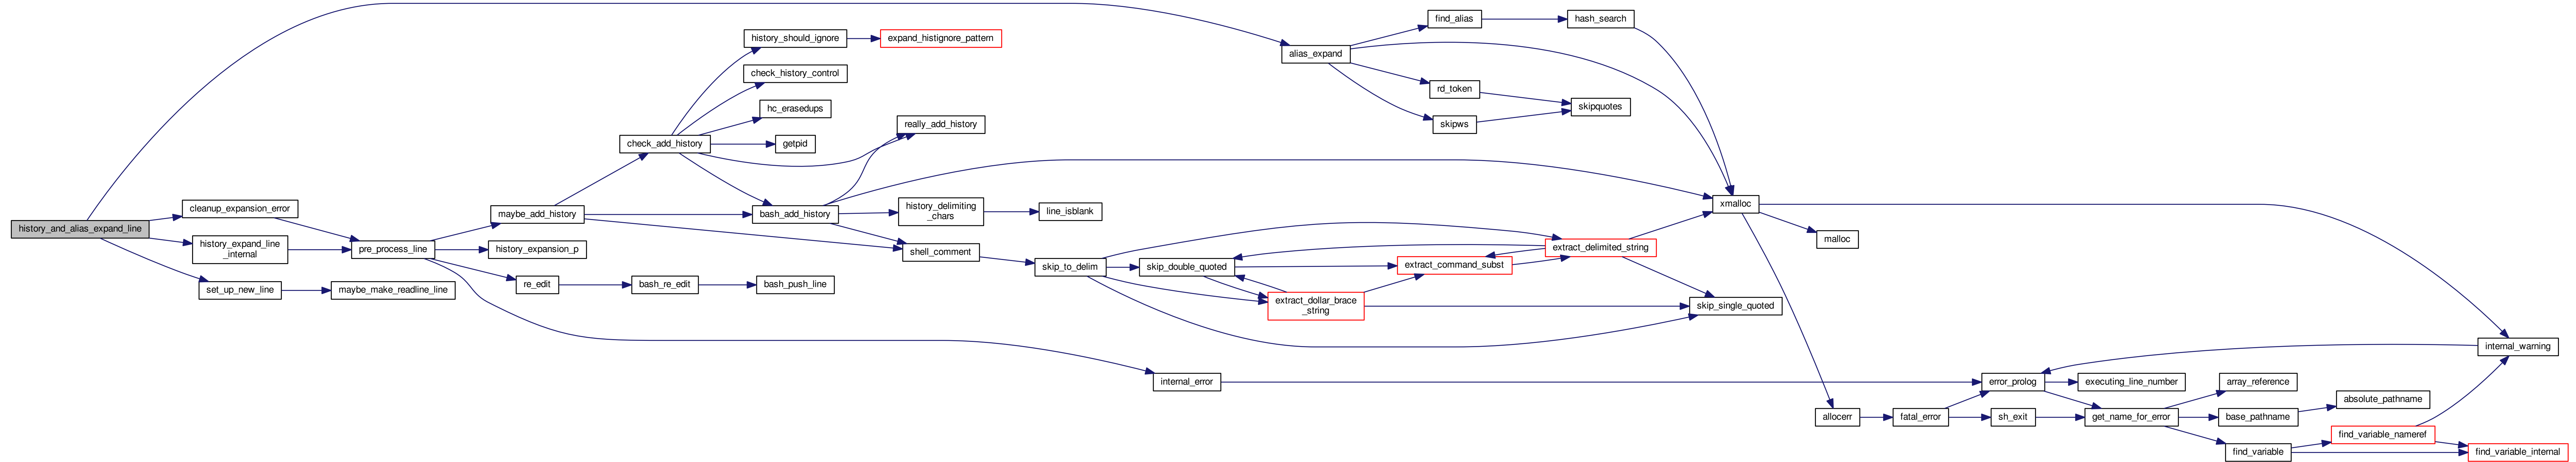 history_and_alias_expand_line
cleanup_expansion_error
history_expand_line
_internal
set_up_new_line
pre_process_line
maybe_make_readline_line
maybe_add_history
history_expansion_p
re_edit
check_add_history
bash_re_edit
history_should_ignore
check_history_control
hc_erasedups
getpid
bash_add_history
bash_push_line
expand_histignore_pattern
really_add_history
history_delimiting
_chars
shell_comment
line_isblank
skip_to_delim
internal_error
skip_double_quoted
extract_dollar_brace
_string
alias_expand
extract_command_subst
find_alias
rd_token
skipws
hash_search
skipquotes
extract_delimited_string
skip_single_quoted
xmalloc
malloc
allocerr
fatal_error
error_prolog
sh_exit
executing_line_number
get_name_for_error
array_reference
base_pathname
find_variable
absolute_pathname
find_variable_nameref
internal_warning
find_variable_internal